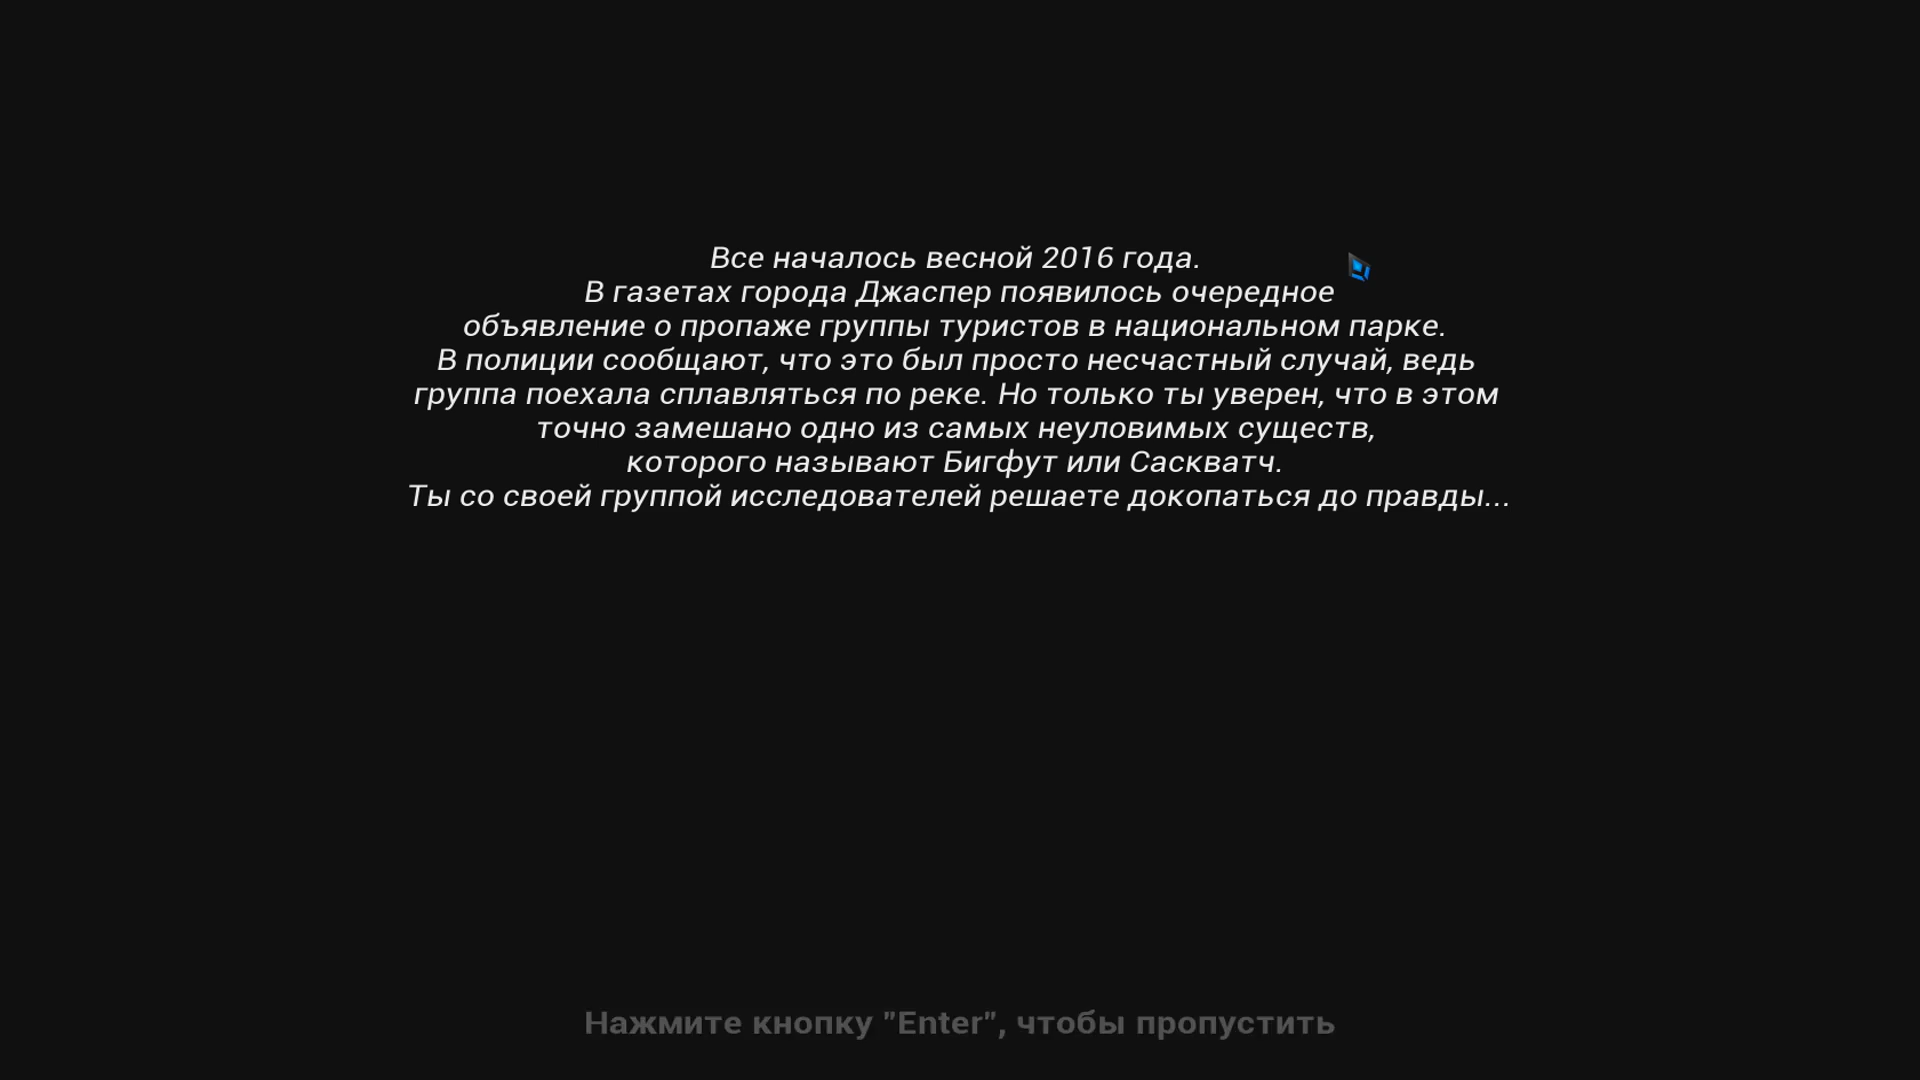 Все началось весной 2016 года.
В газетах города Джаспер появилось очередное
объявление о пропаже группы туристов в национальном парке.
В полиции сообщают, что это был просто несчастный случай, ведь
группа поехала сплавляться по реке. Но только ты уверен, что в этом
точно замешано одно из самых неуловимых существ,
которого называют Бигфут или Саскватч.
Ты со своей группой исследователей решаете докопаться до правды...
Нажмите кнопку "Enter", чтобы пропустить